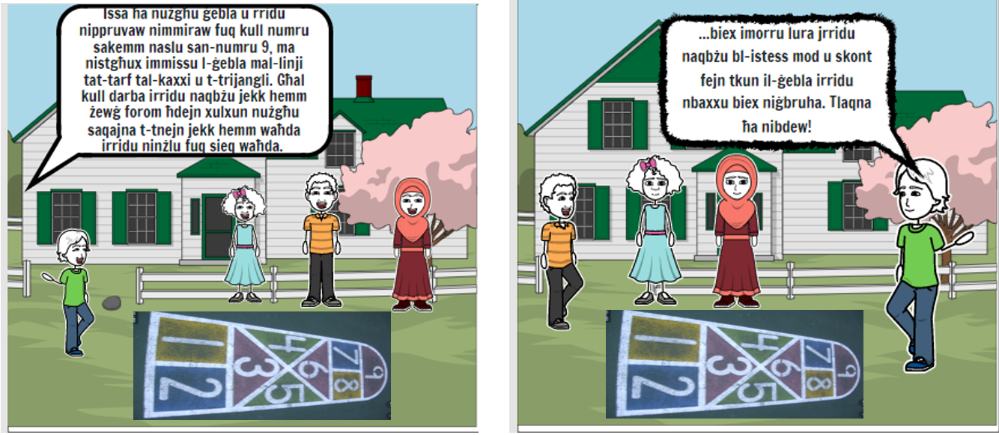 Issa ħa nużgħu ġebla u rridu
nippruvaw nimmiraw fuq kull numru
sakemm naslu san-numru 9, ma
nistgħux immissu l-ġebla mal-linji
tat-tarf tal-kaxxi u t-trijangli. Għal
kull darba irridu naqbżu jekk hemm
żewġ forom ħdejn xulxun nużgħu
saqajna t-tnejn jekk hemm waħda
irridu ninżlu fuq sieq waħda.
1
2
3
4
5
6
7
8
9
...biex imorru lura jrridu
naqbżu bl-istess mod u skont
fejn tkun il-ġebla irridu
nbaxxu biex niġbruha. Tlaqna
ħa nibdew!
1
2
3
4
5
6
7
8
9